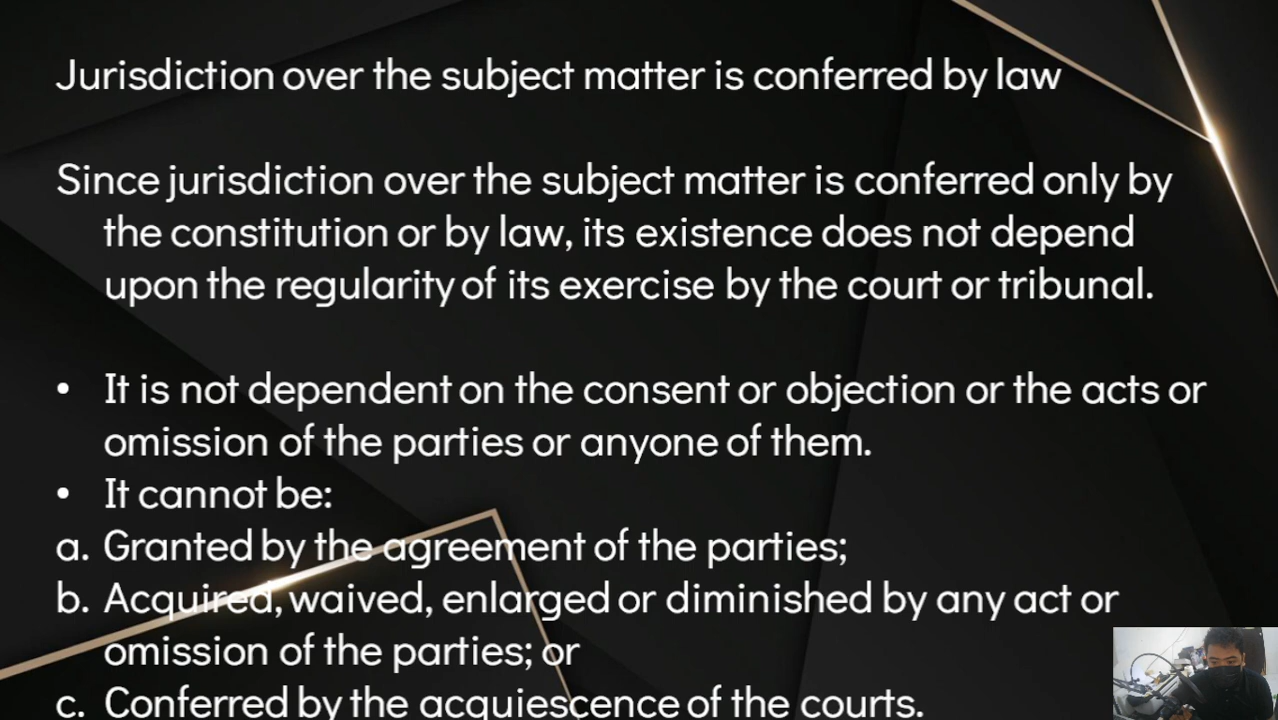 Jurisdiction over the subject matter is conferred by law
Since jurisdiction over the subject matter is conferred only by
the constitution or by law, its existence does not depend
upon the regularity of its exercise by the court or tribunal.
• It is not dependent on the consent or objection or the acts or
omission of the parties or anyone of them.
• It cannot be:
a. Granted by the agreement of the parties;
b. Acquired, waived, enlarged or diminished by any act or
omission of the parties; or
c. Conferred by the acquiescence of the courts.